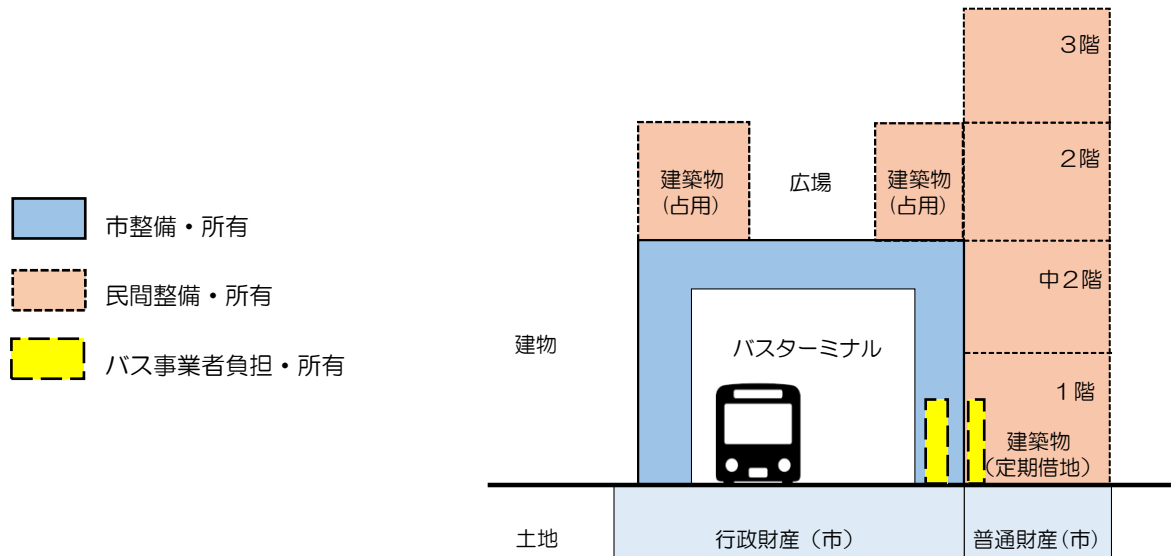 市整備・所有
民間整備・所有
バス事業者負担・所有
3階
2階
中2階
1階
建築物
(占用)
広場
建築物
(占用)
建物
バスターミナル
建築物
(定期借地)
土地
行政財産（市）
普通財産(市)